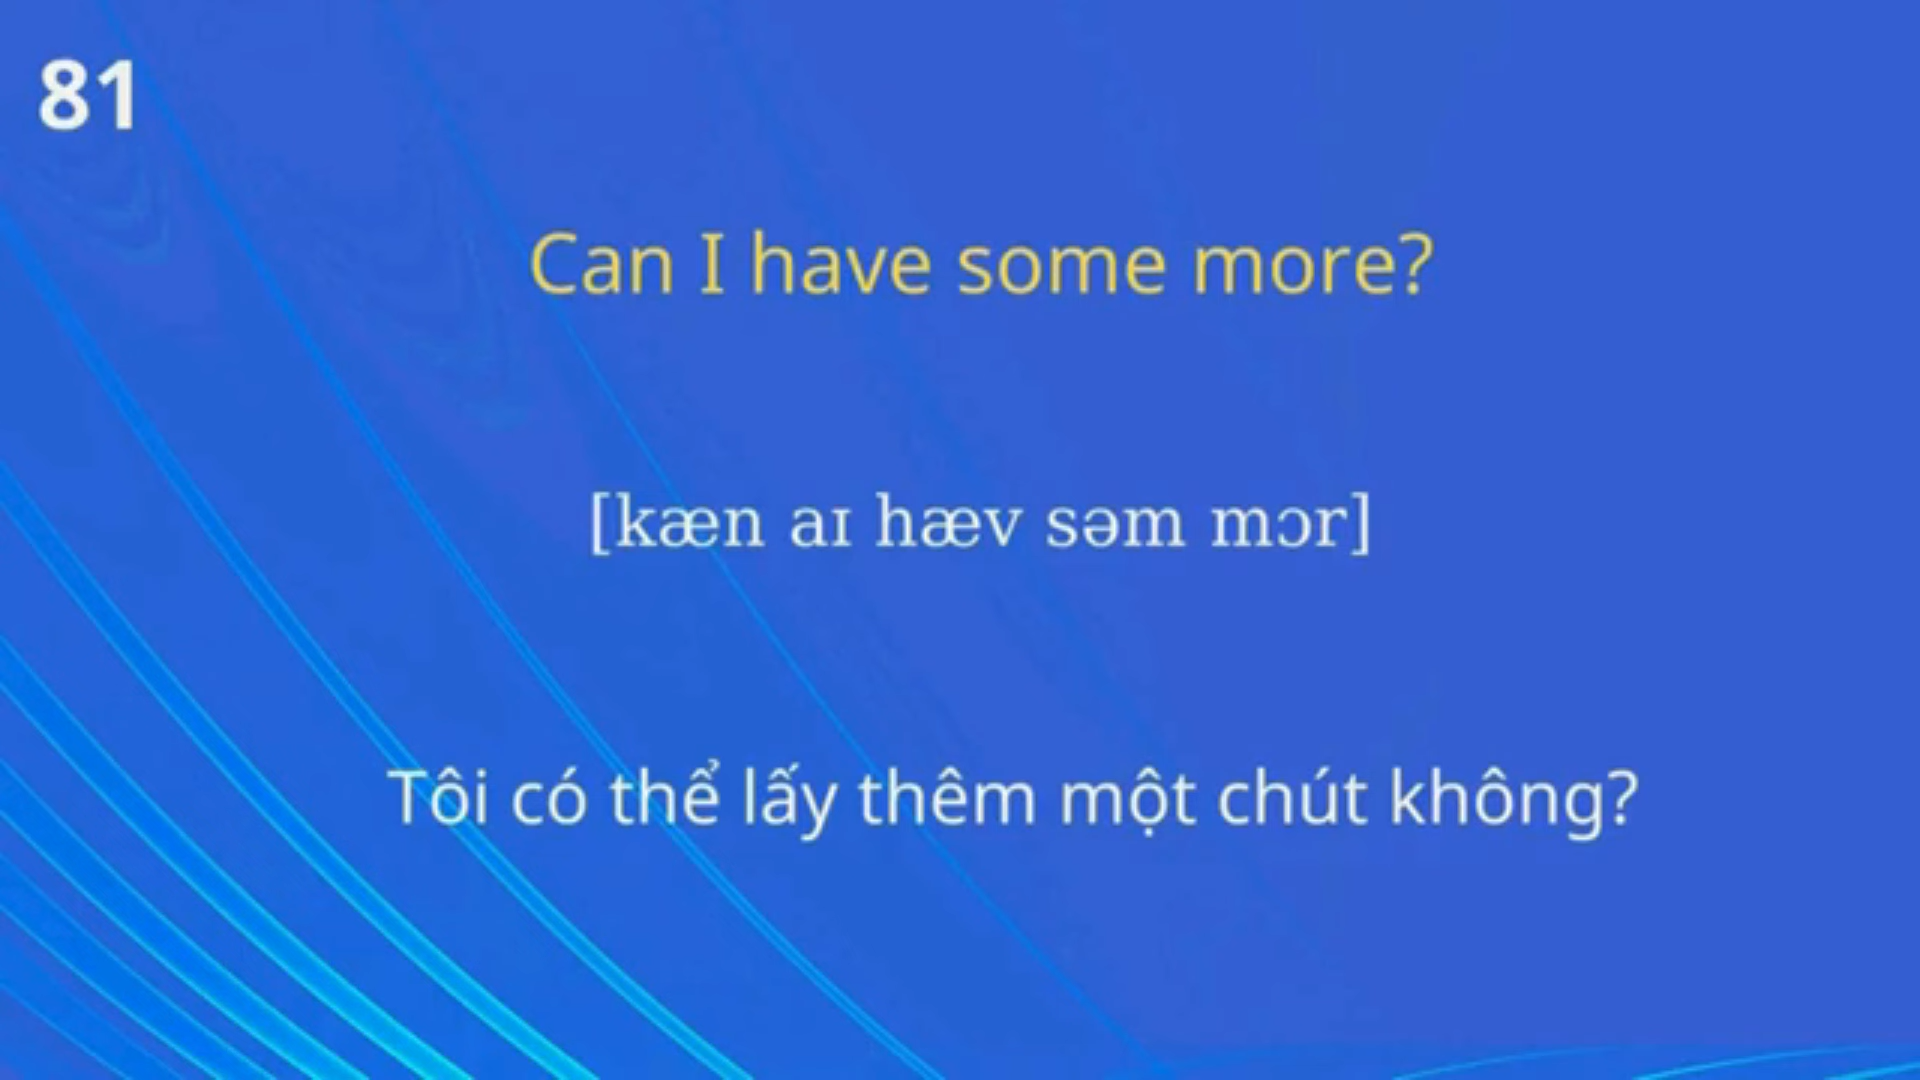 81
Can I have some more?
[kæn aɪ hæv səm mɔr]
Tôi có thể lấy thêm một chút không?